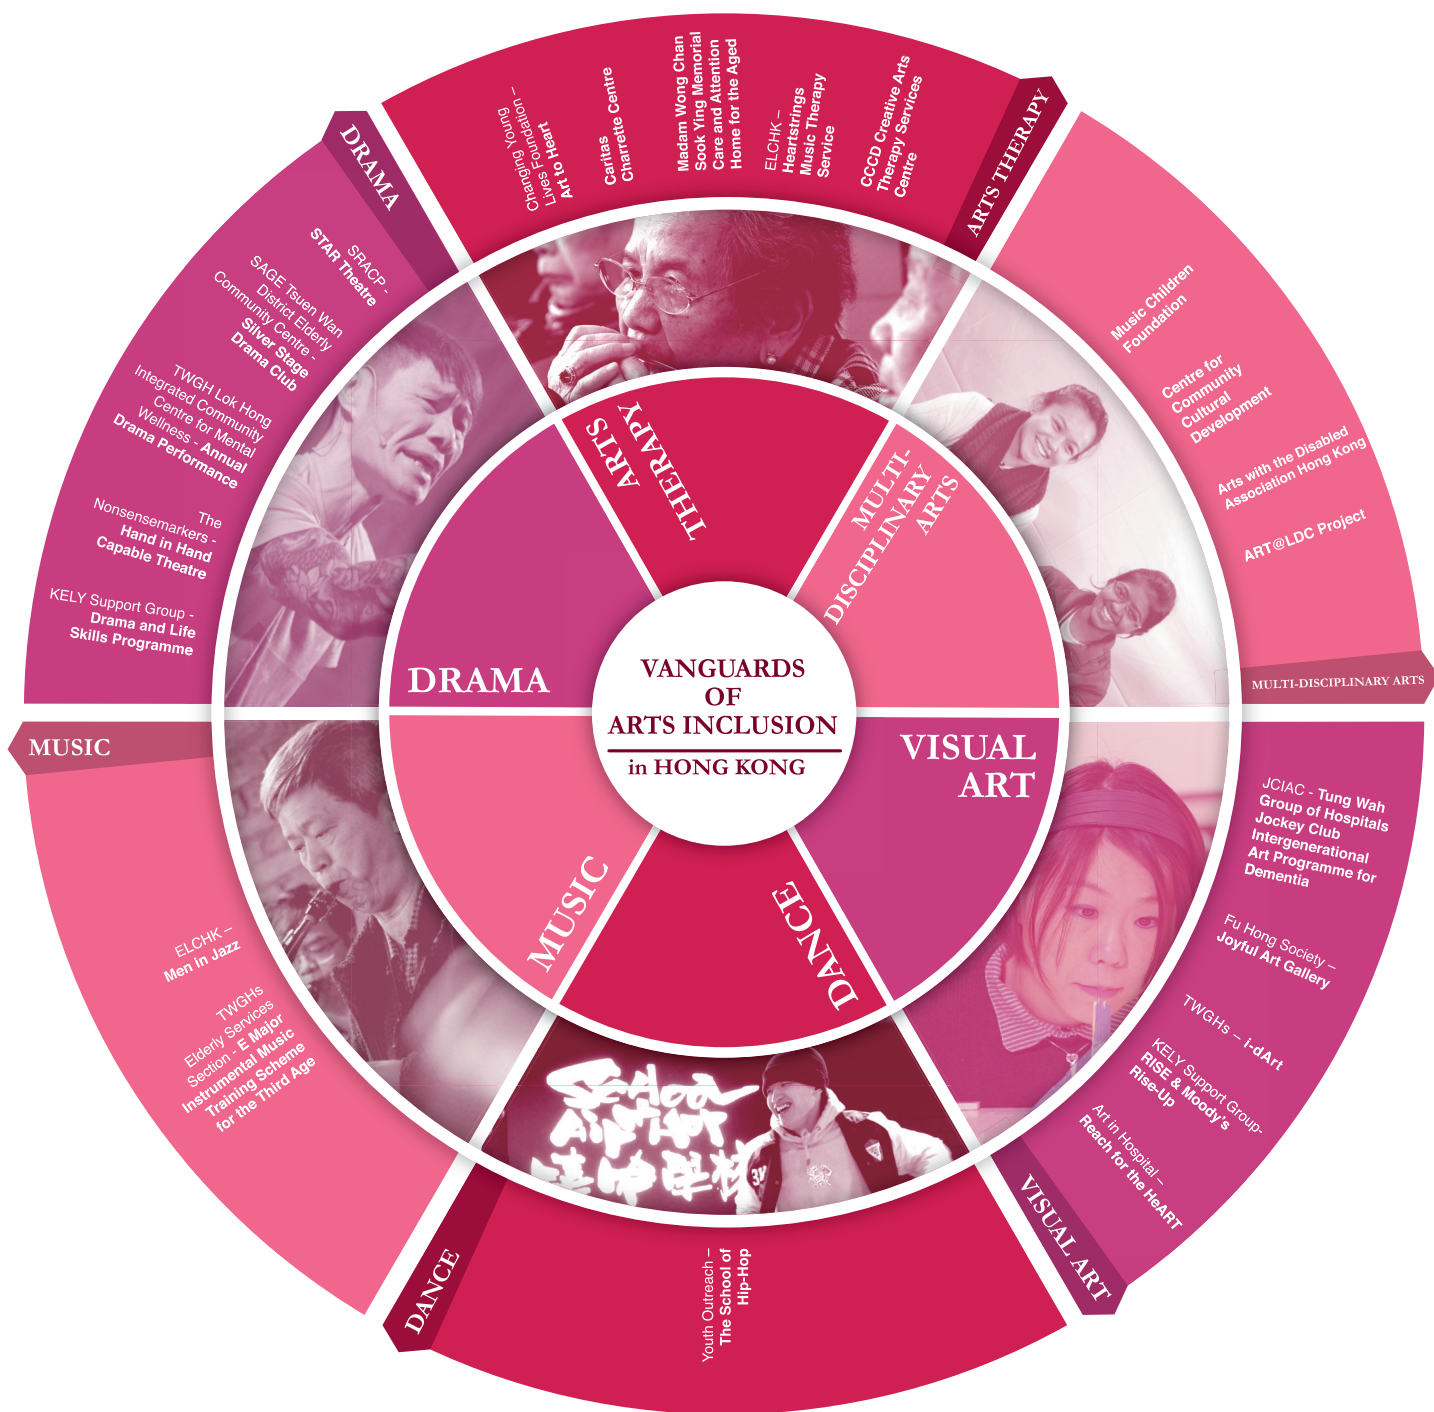 VANGUARDS
OF
ARTS INCLUSION
in HONG KONG
ARTS
THERAPY
MULTI-
DISCIPLINARY
ARTS
VISUAL
ART
DANCE
MUSIC
DRAMA
ARTS THERAPY
Changing Young
Lives Foundation –
Art to Heart
Caritas
Charrette Centre
Madam Wong Chan
Sook Ying Memorial
Care and Attention
Home for the Aged
ELCHK –
Heartstrings
Music Therapy
Service
CCCD Creative Arts
Therapy Services
Centre
MULTI-DISCIPLINARY ARTS
Music Children
Foundation
Centre for
Community
Cultural
Development
Arts with the Disabled
Association Hong Kong
ART@LDC Project
VISUAL ART
JCIAC - Tung Wah
Group of Hospitals
Jockey Club
Intergenerational
Art Programme for
Dementia
Fu Hong Society –
Joyful Art Gallery
TWGHs – i-dArt
KELY Support Group-
RISE & Moody's
Rise-Up
Art in Hospital –
Reach for the HeART
DANCE
Youth Outreach –
The School of
Hip-Hop
MUSIC
ELCHK –
Men in Jazz
TWGHs
Elderly Services
Section - E Major
Instrumental Music
Training Scheme
for the Third Age
DRAMA
SRACP -
STAR Theatre
SAGE Tsuen Wan
District Elderly
Community Centre -
Silver Stage
Drama Club
TWGH Lok Hong
Integrated Community
Centre for Mental
Wellness - Annual
Drama Performance
The
Nonsensemarkers -
Hand in Hand
Capable Theatre
KELY Support Group -
Drama and Life
Skills Programme
SCHOOL
OF HIP HOP
3Y